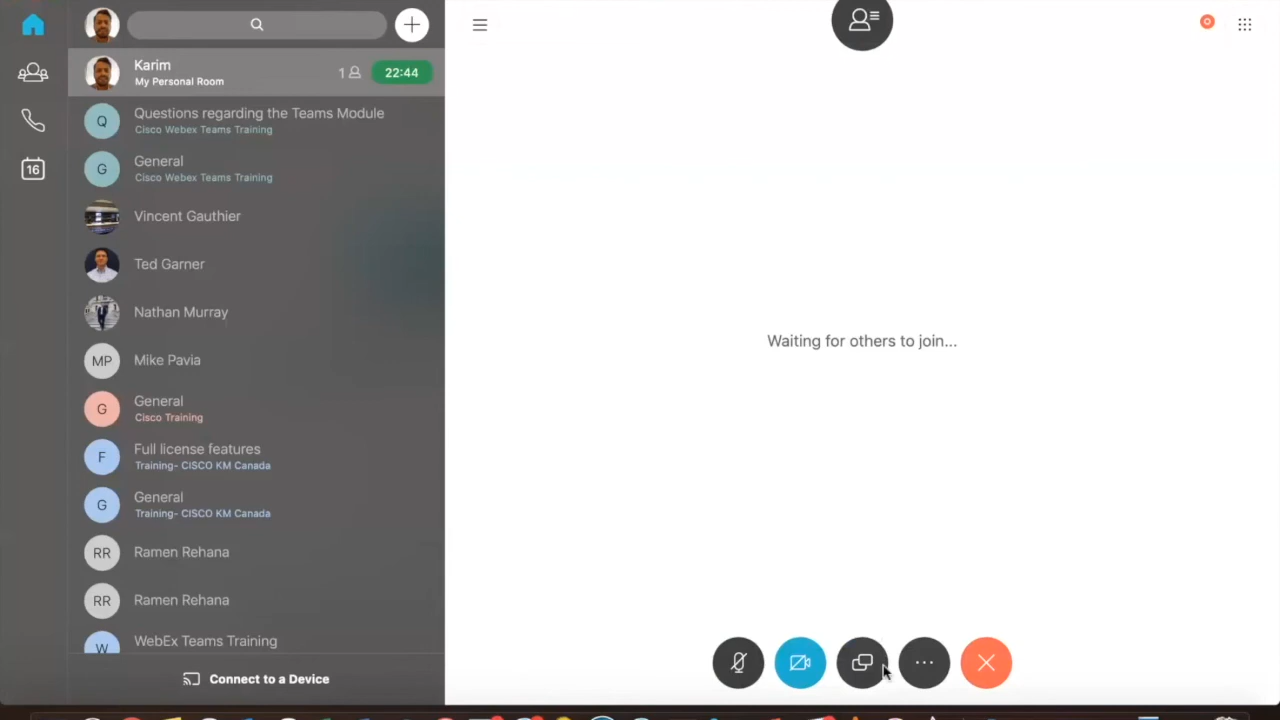 Karim
My Personal Room
1
22:44
Q
Questions regarding the Teams Module
Cisco Webex Teams Training
G
General
Cisco Webex Teams Training
16
Vincent Gauthier
Ted Garner
Nathan Murray
MP
Mike Pavia
G
General
Cisco Training
F
Full license features
Training- CISCO KM Canada
G
General
Training- CISCO KM Canada
RR
Ramen Rehana
RR
Ramen Rehana
W
WebEx Teams Training
Connect to a Device
Waiting for others to join...